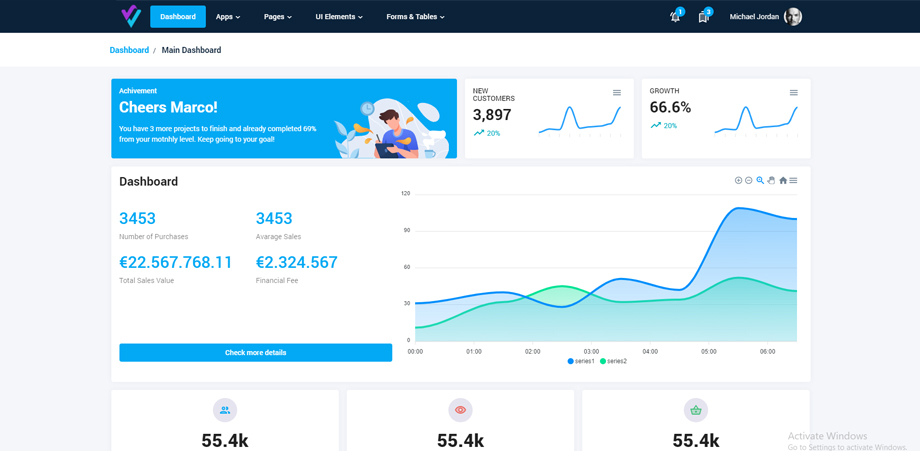 Dashboard Apps Pages UI Elements Forms & Tables 1 3 Michael Jordan
Dashboard / Main Dashboard
Achivement
Cheers Marco!
You have 3 more projects to finish and already completed 69%
from your motnhly level. Keep going to your goal!
NEW
CUSTOMERS
3,897
20%
GROWTH
66.6%
20%
Dashboard
3453
Number of Purchases
3453
Avarage Sales
€22.567.768.11
Total Sales Value
€2.324.567
Financial Fee
Check more details
120
90
60
30
0
00:00 01:00 02:00 03:00 04:00 05:00 06:00
series1 series2
55.4k
55.4k
55.4k
Activate Windows
Go to Settings to activate Windows.